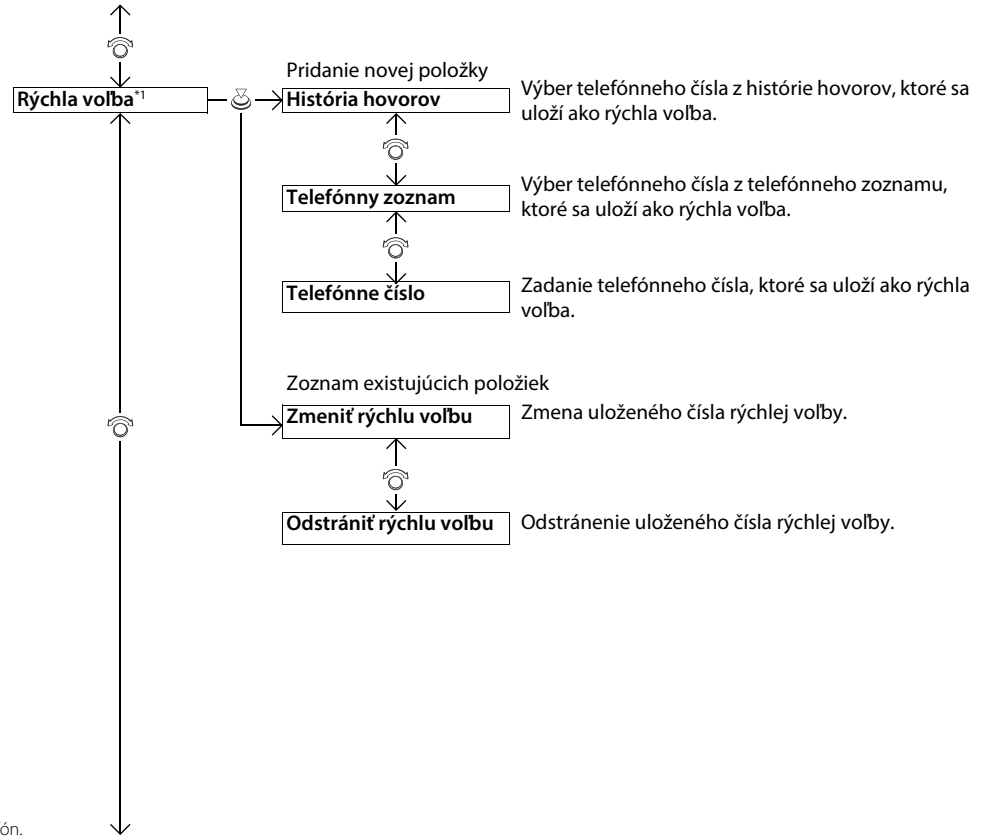 Pridanie novej položky
Rýchla voľba*1
História hovorov
Výber telefónneho čísla z histórie hovorov, ktoré sa
uloží ako rýchla voľba.
Telefónny zoznam
Výber telefónneho čísla z telefónneho zoznamu,
ktoré sa uloží ako rýchla voľba.
Telefónne číslo
Zadanie telefónneho čísla, ktoré sa uloží ako rýchla
voľba.
Zoznam existujúcich položiek
Zmeniť rýchlu voľbu
Zmena uloženého čísla rýchlej voľby.
Odstrániť rýchlu voľbu
Odstránenie uloženého čísla rýchlej voľby.